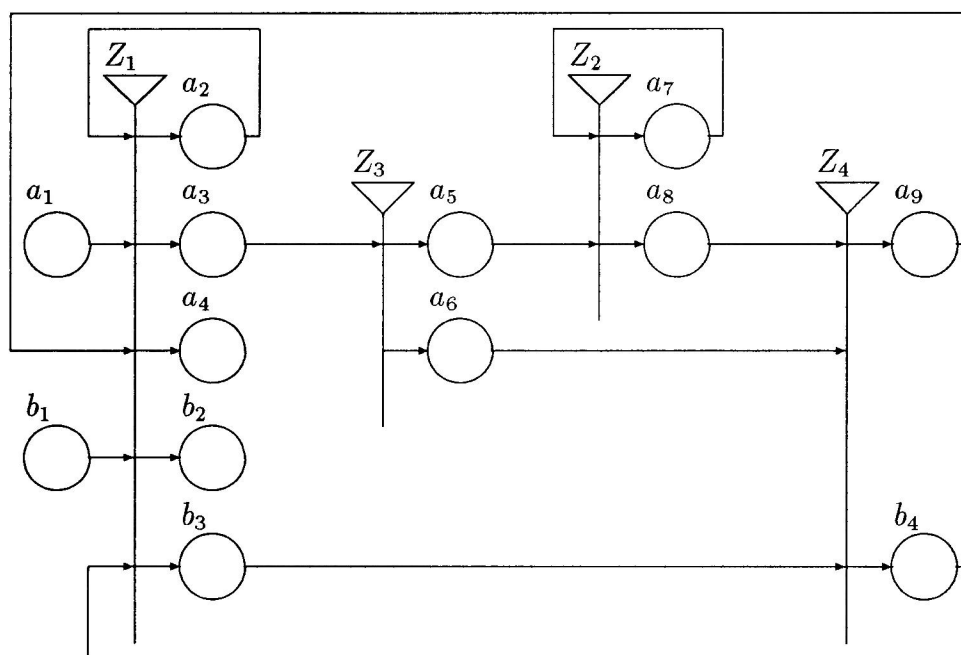 Z₁
Z₂
a₂
a₇
Z₃
Z₄
a₁
a₃
a₅
a₈
a₉
a₄
a₆
b₁
b₂
b₃
b₄